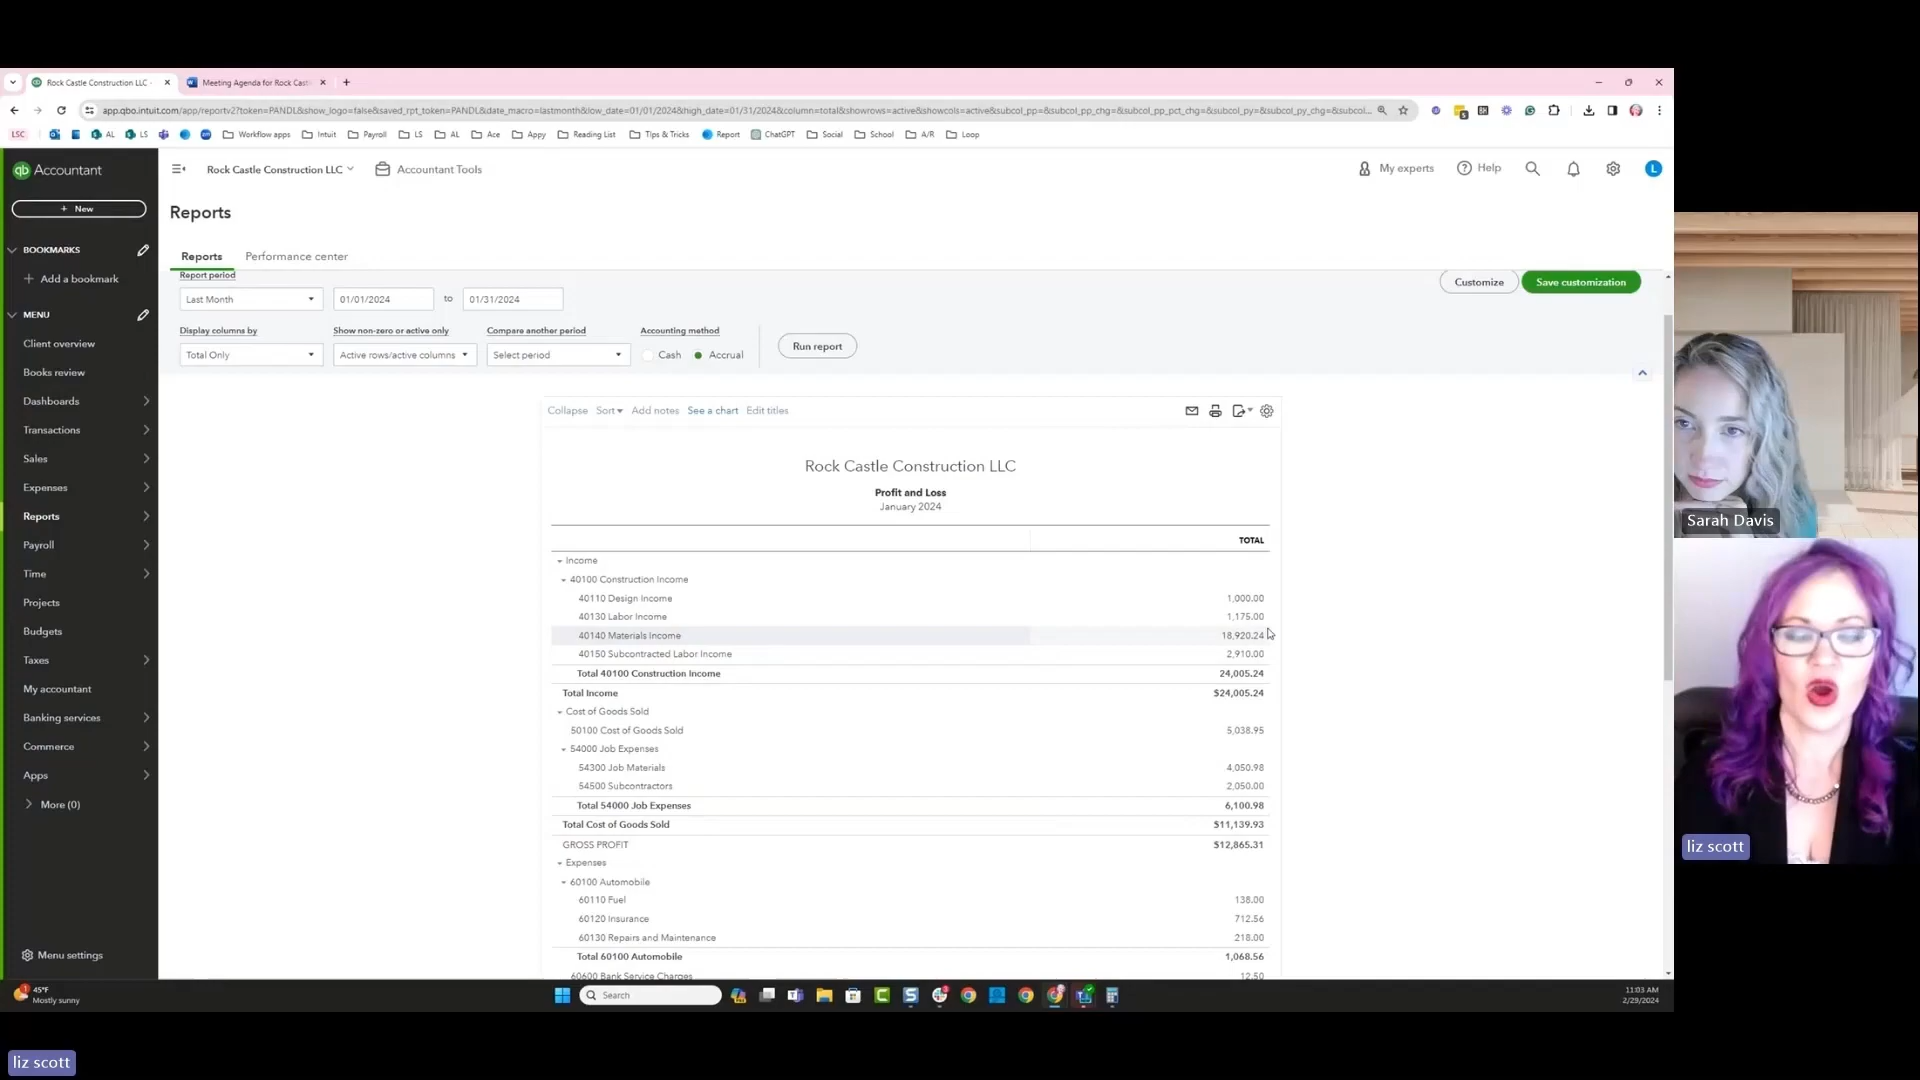 Rock Castle Construction LLC -
Meeting Agenda for Rock Castl
app.qbo.intuit.com/app/reportv2?token=PANDL&show_logo=false&saved_rpt_token=PANDL&date_macro=lastmonth&low_date=01/01/2024&high_date=01/31/2024&column=total&showrows=active&showcols=active&subcol_pp=&subcol_pp_chg=&subcol_pp_pct_chg=&subcol_py=&subcol_py_chg=&subcol...
LSC AL LS Workflow apps Intuit Payroll LS AL Ace Appy Reading List Tips & Tricks Report ChatGPT Social School A/R Loop
qb Accountant
Rock Castle Construction LLC
Accountant Tools
My experts
Help
L
+ New
BOOKMARKS
+ Add a bookmark
MENU
Client overview
Books review
Dashboards
Transactions
Sales
Expenses
Reports
Payroll
Time
Projects
Budgets
Taxes
My accountant
Banking services
Commerce
Apps
More (0)
Menu settings
Reports
Reports Performance center
Report period
Last Month 01/01/2024 to 01/31/2024
Customize Save customization
Display columns by Show non-zero or active only Compare another period Accounting method
Total Only Active rows/active columns Select period Cash Accrual Run report
Collapse Sort Add notes See a chart Edit titles
Rock Castle Construction LLC
Profit and Loss
January 2024
TOTAL
Income
40100 Construction Income
40110 Design Income 1,000.00
40130 Labor Income 1,175.00
40140 Materials Income 18,920.24
40150 Subcontracted Labor Income 2,910.00
Total 40100 Construction Income 24,005.24
Total Income $24,005.24
Cost of Goods Sold
50100 Cost of Goods Sold 5,038.95
54000 Job Expenses
54300 Job Materials 4,050.98
54500 Subcontractors 2,050.00
Total 54000 Job Expenses 6,100.98
Total Cost of Goods Sold $11,139.93
GROSS PROFIT $12,865.31
Expenses
60100 Automobile
60110 Fuel 138.00
60120 Insurance 712.56
60130 Repairs and Maintenance 218.00
Total 60100 Automobile 1,068.56
60600 Bank Service Charges 12.50
Sarah Davis
liz scott
45°F
Mostly sunny
Search
11:03 AM
2/29/2024
liz scott